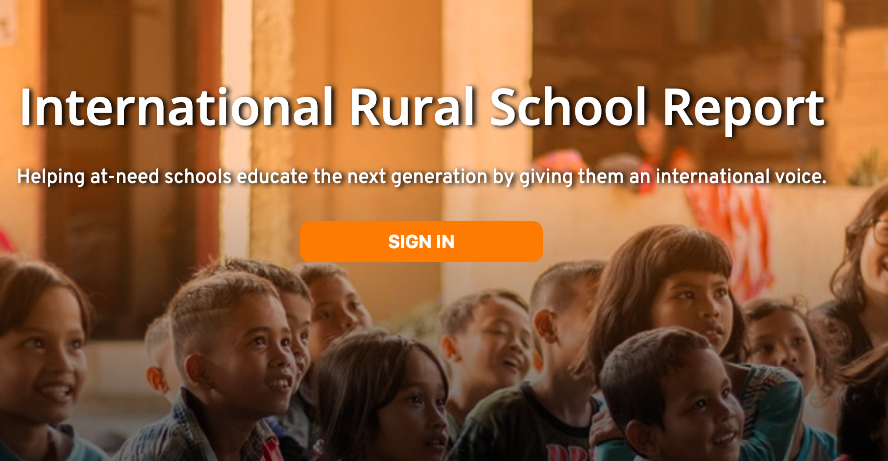 International Rural School Report
Helping at-need schools educate the next generation by giving them an international voice.
SIGN IN